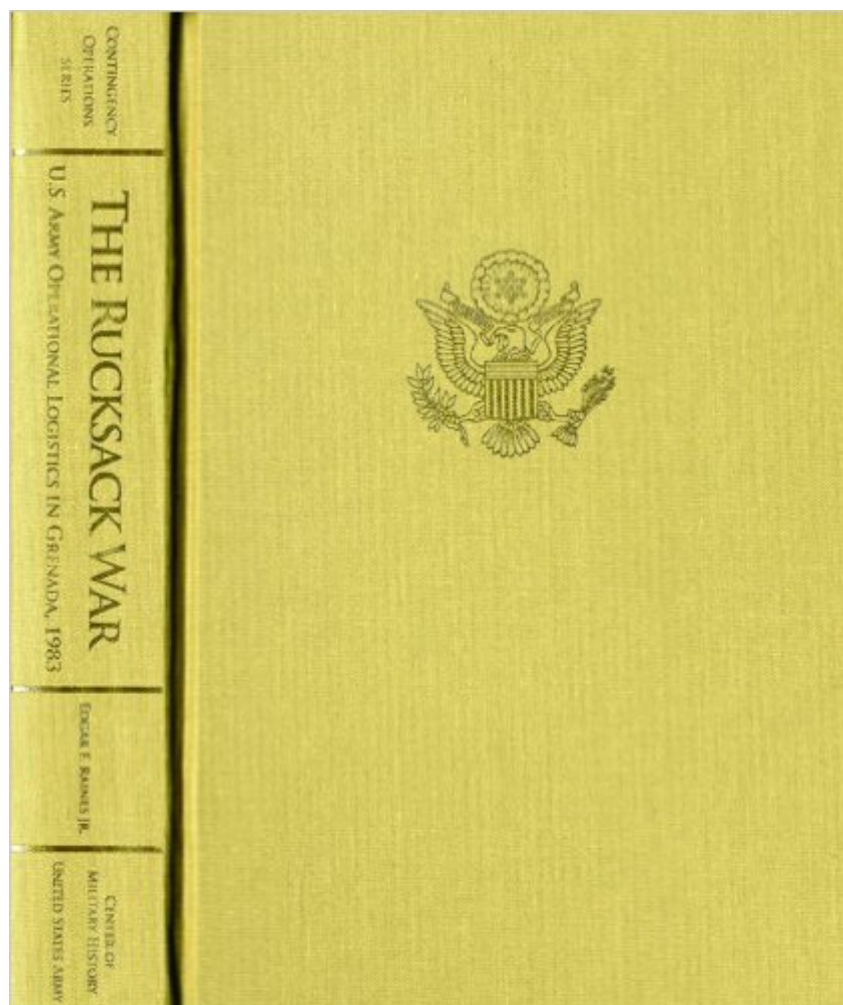 CONTINGENCY
OPERATIONS
SERIES
THE RUCKSACK WAR
U.S ARMY OPERATIONAL LOGISTICS IN GRENADA, 1983
EDGAR F. RAINES JR.
CENTER OF
MILITARY HISTORY
UNITED STATES ARMY